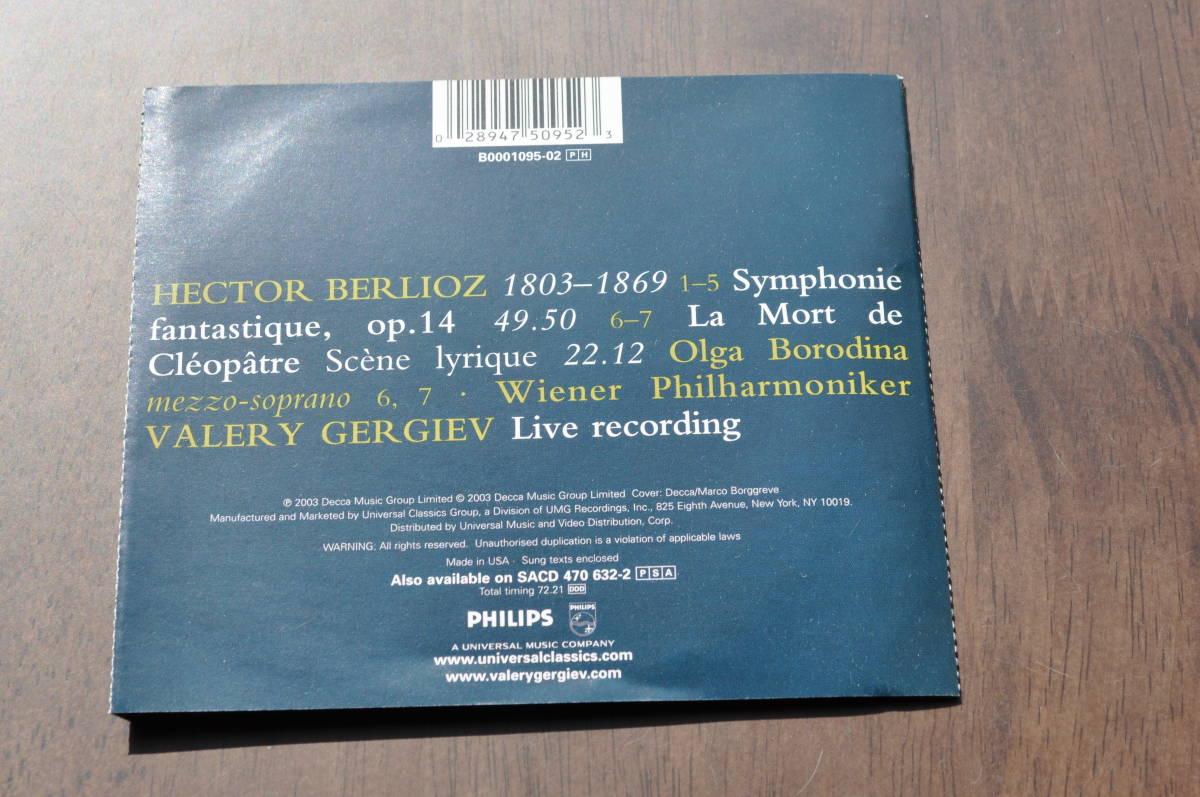 0 28947 50952 3
B0001095-02 PH
HECTOR BERLIOZ 1803–1869 1–5 Symphonie
fantastique, op.14 49.50 6–7 La Mort de
Cléopâtre Scène lyrique 22.12 Olga Borodina
mezzo-soprano 6, 7 · Wiener Philharmoniker
VALERY GERGIEV Live recording
℗ 2003 Decca Music Group Limited © 2003 Decca Music Group Limited Cover: Decca/Marco Borggreve
Manufactured and Marketed by Universal Classics Group, a Division of UMG Recordings, Inc., 825 Eighth Avenue, New York, NY 10019.
Distributed by Universal Music and Video Distribution, Corp.
WARNING: All rights reserved. Unauthorised duplication is a violation of applicable laws
Made in USA · Sung texts enclosed
Also available on SACD 470 632-2 PSA
Total timing 72.21 DDD
PHILIPS PHILIPS
A UNIVERSAL MUSIC COMPANY
www.universalclassics.com
www.valerygergiev.com